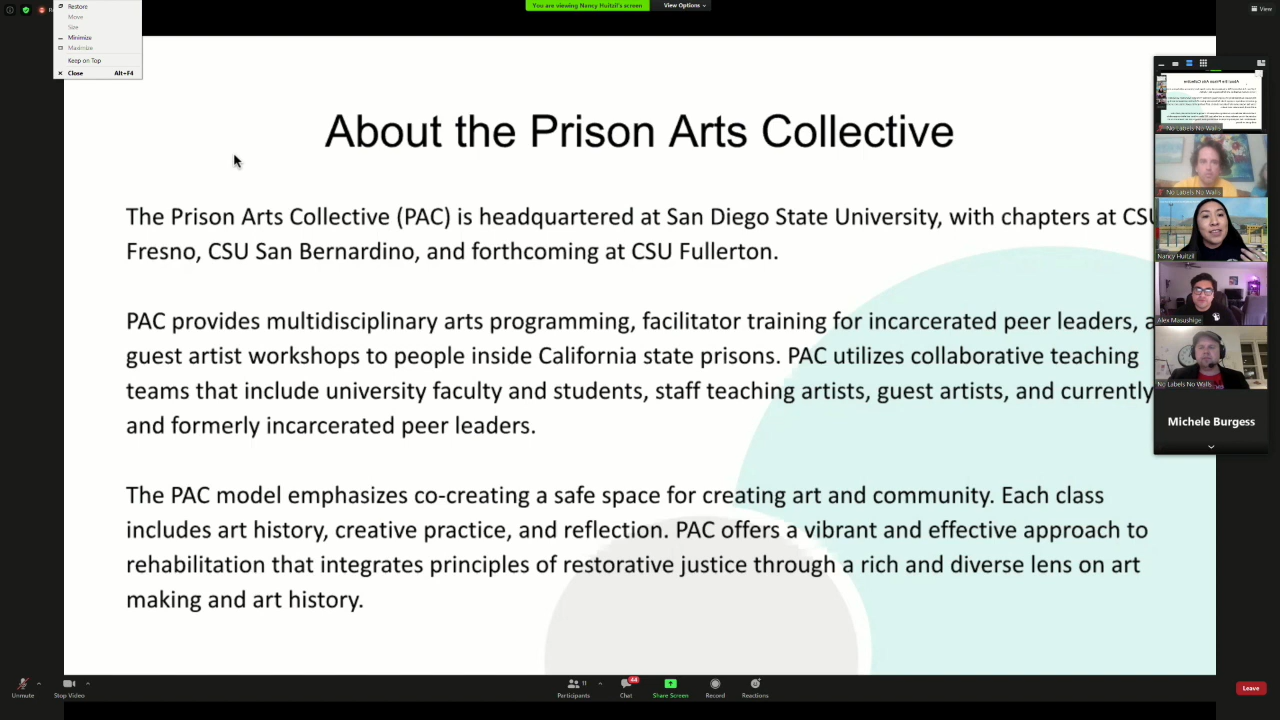 Restore
Move
Size
Minimize
Maximize
Keep on Top
Close Alt+F4
You are viewing Nancy Huitzil's screen
View Options
View
About the Prison Arts Collective
The Prison Arts Collective (PAC) is headquartered at San Diego State University, with chapters at CSU
Fresno, CSU San Bernardino, and forthcoming at CSU Fullerton.
PAC provides multidisciplinary arts programming, facilitator training for incarcerated peer leaders, a
guest artist workshops to people inside California state prisons. PAC utilizes collaborative teaching
teams that include university faculty and students, staff teaching artists, guest artists, and currently
and formerly incarcerated peer leaders.
The PAC model emphasizes co-creating a safe space for creating art and community. Each class
includes art history, creative practice, and reflection. PAC offers a vibrant and effective approach to
rehabilitation that integrates principles of restorative justice through a rich and diverse lens on art
making and art history.
No Labels No Walls
No Labels No Walls
Nancy Huitzil
Alex Masushige
No Labels No Walls
Michele Burgess
Unmute
Stop Video
Participants 11
Chat 44
Share Screen
Record
Reactions
Leave